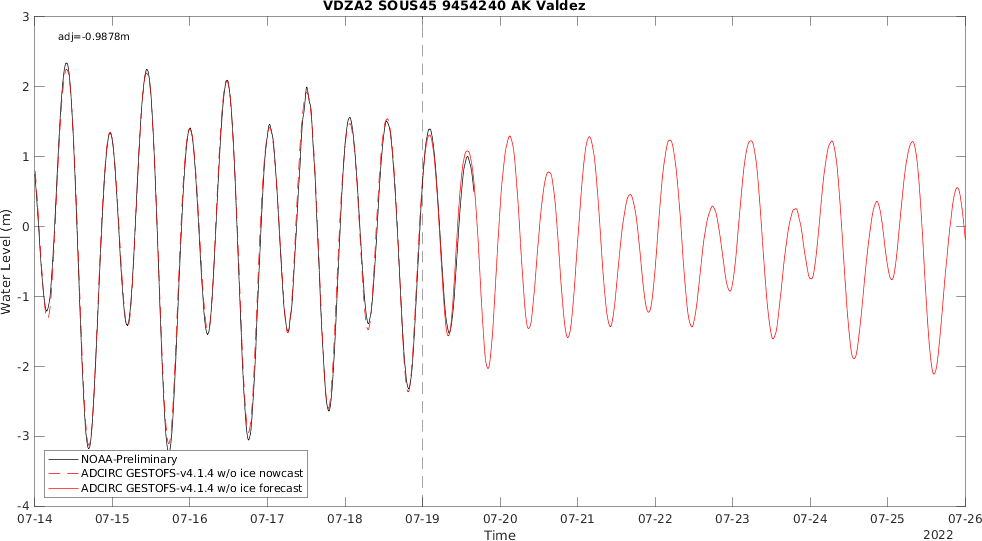 VDZA2 SOUS45 9454240 AK Valdez
adj=-0.9878m
3
2
1
0
-1
-2
-3
-4
Water Level (m)
NOAA-Preliminary
ADCIRC GESTOFS-v4.1.4 w/o ice nowcast
ADCIRC GESTOFS-v4.1.4 w/o ice forecast
07-14 07-15 07-16 07-17 07-18 07-19 07-20 07-21 07-22 07-23 07-24 07-25 07-26
Time
2022